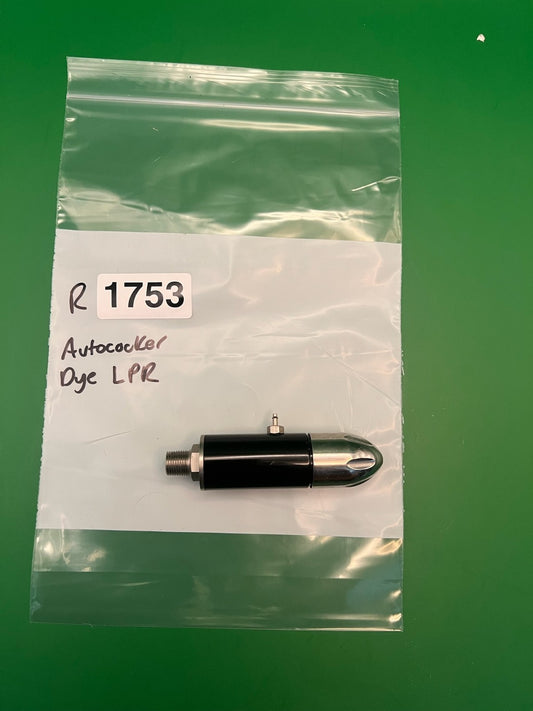 R 1753
Autococker
Dye LPR